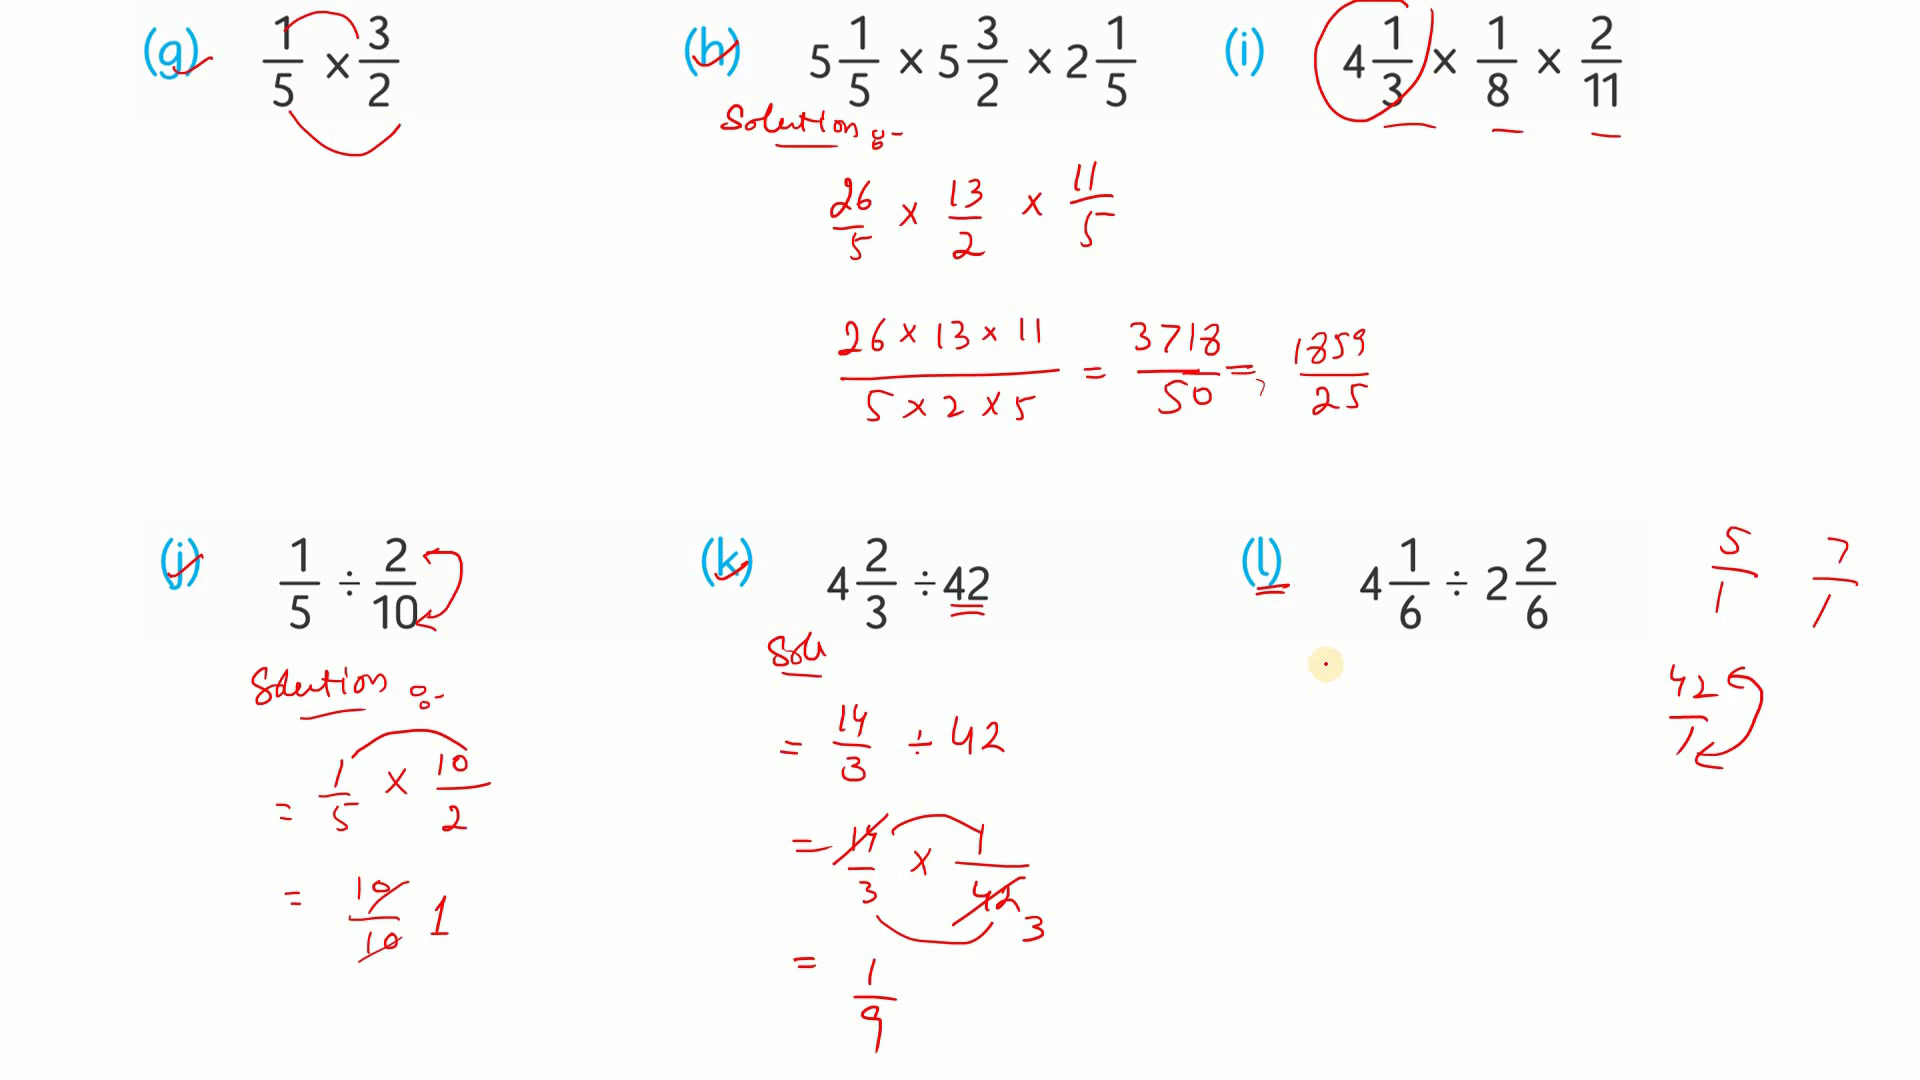 (g) 1/5 × 3/2
(h) 5 1/5 × 5 3/2 × 2 1/5
(i) 4 1/3 × 1/8 × 2/11
Solution :-
26/5 × 13/2 × 11/5
26 × 13 × 11 / 5 × 2 × 5 = 3718/50 = 1859/25
(j) 1/5 ÷ 2/10
Solution :-
= 1/5 × 10/2
= 10/10 1
(k) 4 2/3 ÷ 42
Solu
= 14/3 ÷ 42
= 14/3 × 1/42 3
= 1/9
(l) 4 1/6 ÷ 2 2/6
5/1 7/1
42/1